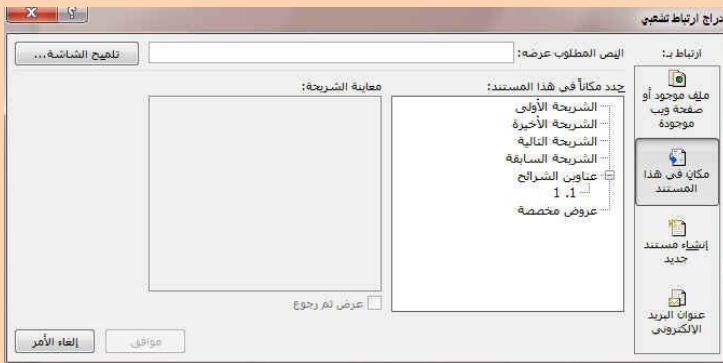 دراج ارتباط تشعبي
ارتباط بـ:
النص المطلوب عرضه:
تلميح الشاشة...
ملف موجود أو
صفحة ويب
موجودة
مكان في هذا
المستند
إنشاء مستند
جديد
عنوان البريد
الإلكتروني
حدد مكاناً في هذا المستند:
الشريحة الأولى
الشريحة الأخيرة
الشريحة التالية
الشريحة السابقة
عناوين الشرائح
1. 1
عروض مخصصة
معاينة الشريحة:
عرض ثم رجوع
موافق
إلغاء الأمر